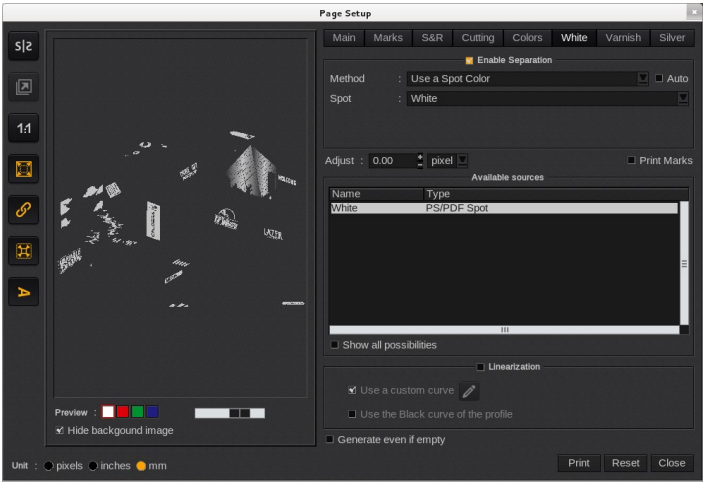 Page Setup
Main Marks S&R Cutting Colors White Varnish Silver
Enable Separation
Method : Use a Spot Color Auto
Spot : White
Adjust : 0.00 pixel Print Marks
Available sources
Name Type
White PS/PDF Spot
Show all possibilities
Linearization
Use a custom curve
Use the Black curve of the profile
Generate even if empty
S|S
1:1
A
LATEX
Preview :
Hide backgound image
Unit : pixels inches mm
Print Reset Close